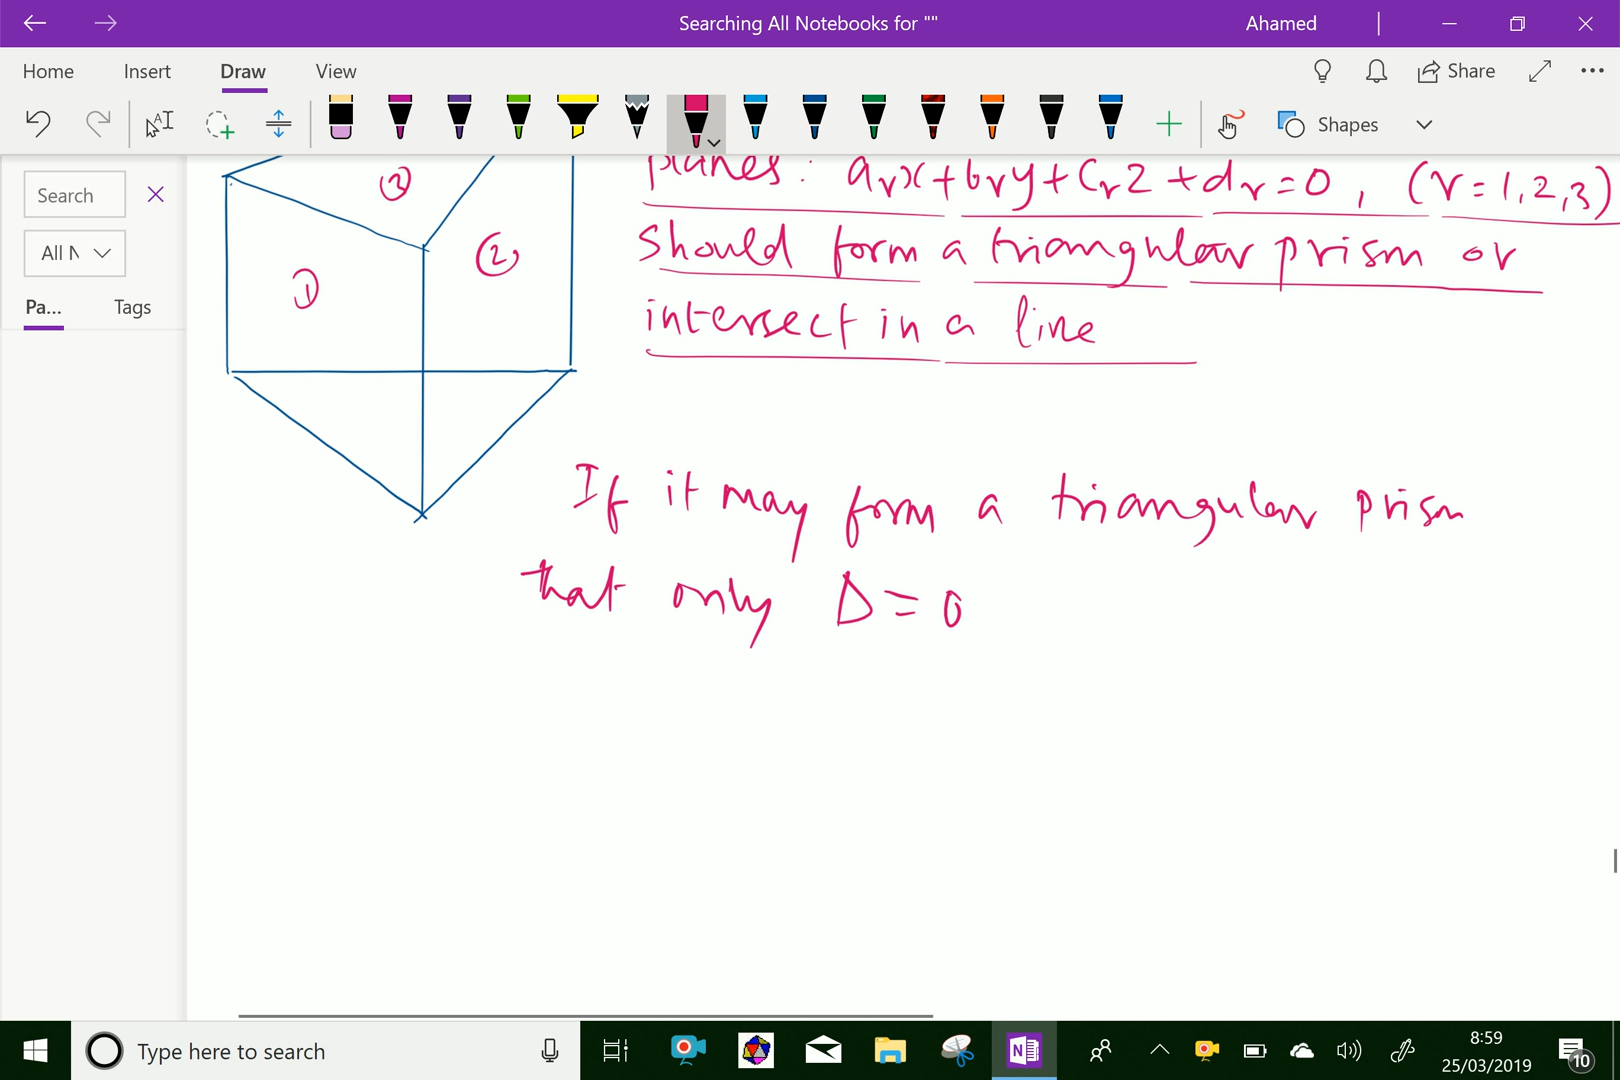 Searching All Notebooks for ""
Ahamed
Home
Insert
Draw
View
Share
Shapes
Search
All N
Pa...
Tags
①
②
③
planes : aᵣx + bᵣy + Cᵣz + dᵣ = 0 , (r = 1, 2, 3)
should form a triangular prism or
intersect in a line
If it may form a triangular prism
that only Δ = 0
Type here to search
8:59
25/03/2019
10